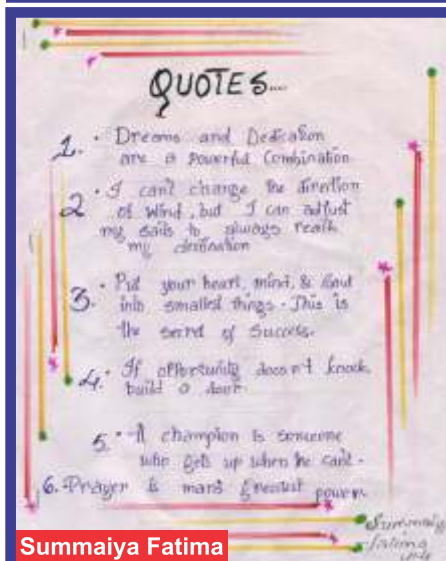 QUOTES...
1. • Dreams and Dedication
are a Powerful Combination
2 • I can't change the direction
of Wind, but I can adjust
my sails to always reach
my destination
3. • Put your heart, mind, & Soul
into smallest things. This is
the secret of Success.
4. • If opportunity doesn't knock,
build a door.
5. • A champion is someone
who gets up when he can't.
6. - Prayer is man's greatest power.
Summaiya
fatima
Summaiya Fatima